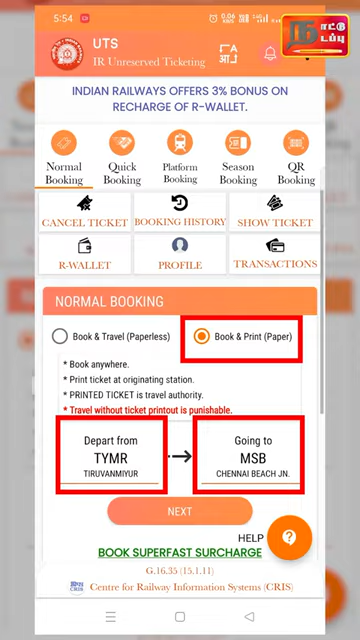 5:54
0.06
நாட்டு
நடப்பு
UTS
IR Unreserved Ticketing
INDIAN RAILWAYS OFFERS 3% BONUS ON
RECHARGE OF R-WALLET.
Normal
Booking
Quick
Booking
Platform
Booking
Season
Booking
QR
Booking
CANCEL TICKET
BOOKING HISTORY
SHOW TICKET
R-WALLET
PROFILE
TRANSACTIONS
NORMAL BOOKING
Book & Travel (Paperless)
Book & Print (Paper)
* Book anywhere.
* Print ticket at originating station.
* PRINTED TICKET is travel authority.
* Travel without ticket printout is punishable.
Depart from
TYMR
TIRUVANMIYUR
Going to
MSB
CHENNAI BEACH JN.
NEXT
HELP
BOOK SUPERFAST SURCHARGE
G.16.35 (15.1.11)
CRIS
Centre for Railway Information Systems (CRIS)